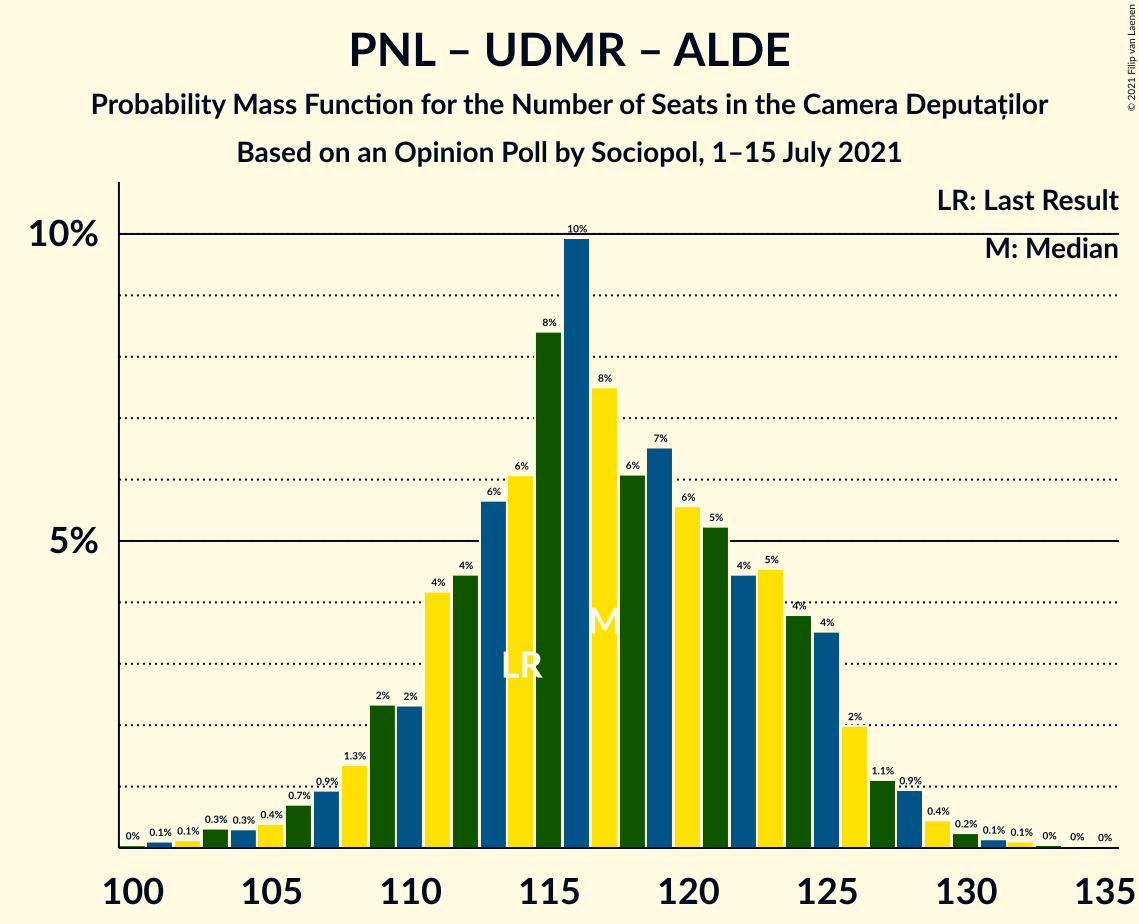 PNL – UDMR – ALDE
Probability Mass Function for the Number of Seats in the Camera Deputaților
Based on an Opinion Poll by Sociopol, 1–15 July 2021
© 2021 Filip van Laenen
LR: Last Result
M: Median
10%
5%
0% 0.1% 0.1% 0.3% 0.3% 0.4% 0.7% 0.9% 1.3% 2% 2% 4% 4% 6% 6% 8% 10% 8% 6% 7% 6% 5% 4% 5% 4% 4% 2% 1.1% 0.9% 0.4% 0.2% 0.1% 0.1% 0% 0% 0%
M
LR
100 105 110 115 120 125 130 135